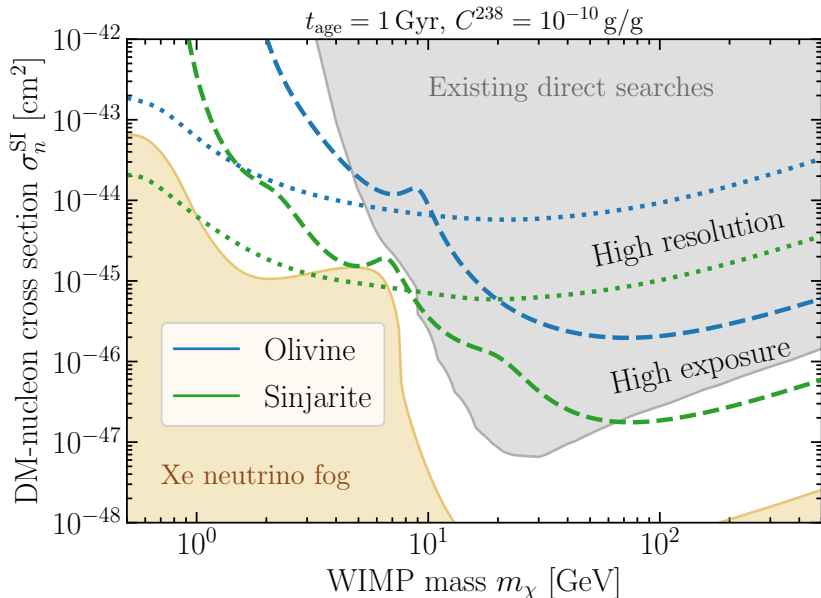 t_age = 1 Gyr, C^238 = 10^−10 g/g
DM-nucleon cross section σ_n^SI [cm²]
10^−42
10^−43
10^−44
10^−45
10^−46
10^−47
10^−48
Existing direct searches
High resolution
High exposure
Olivine
Sinjarite
Xe neutrino fog
10^0
10^1
10^2
WIMP mass m_χ [GeV]